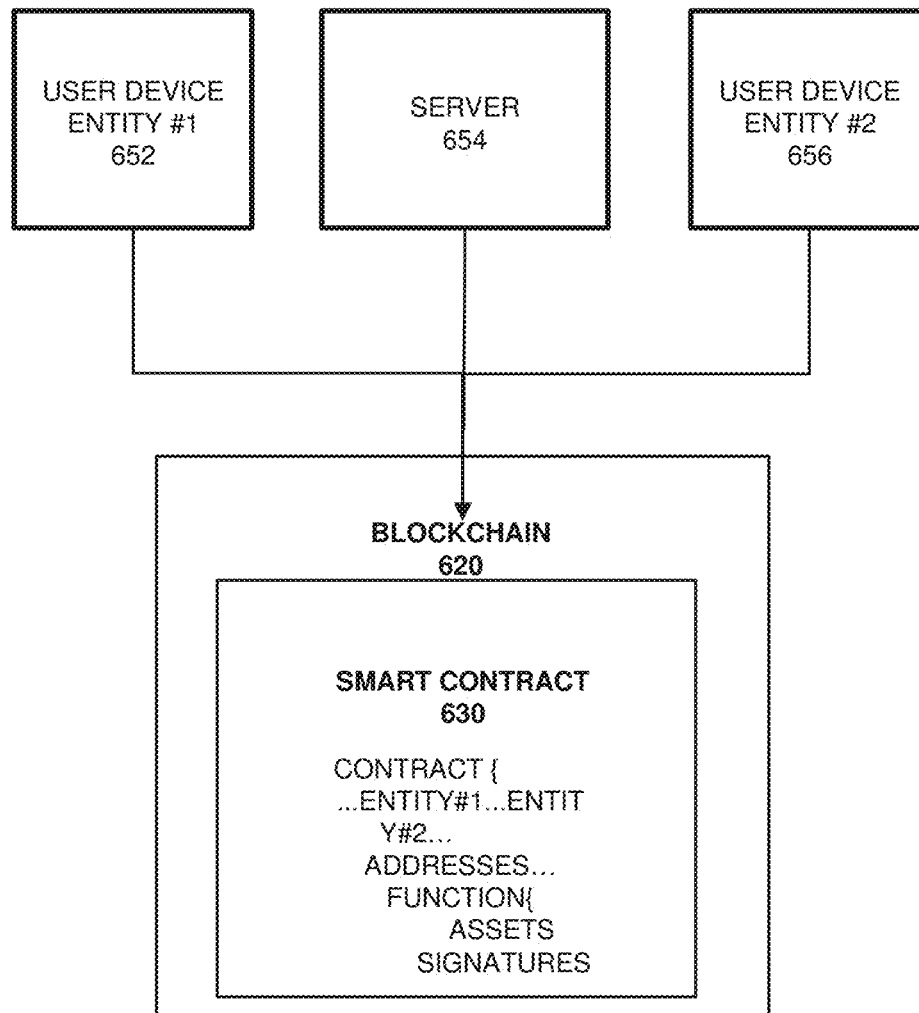 USER DEVICE
ENTITY #1
652
SERVER
654
USER DEVICE
ENTITY #2
656
BLOCKCHAIN
620
SMART CONTRACT
630
CONTRACT {
...ENTITY#1...ENTIT
Y#2...
ADDRESSES...
FUNCTION{
ASSETS
SIGNATURES